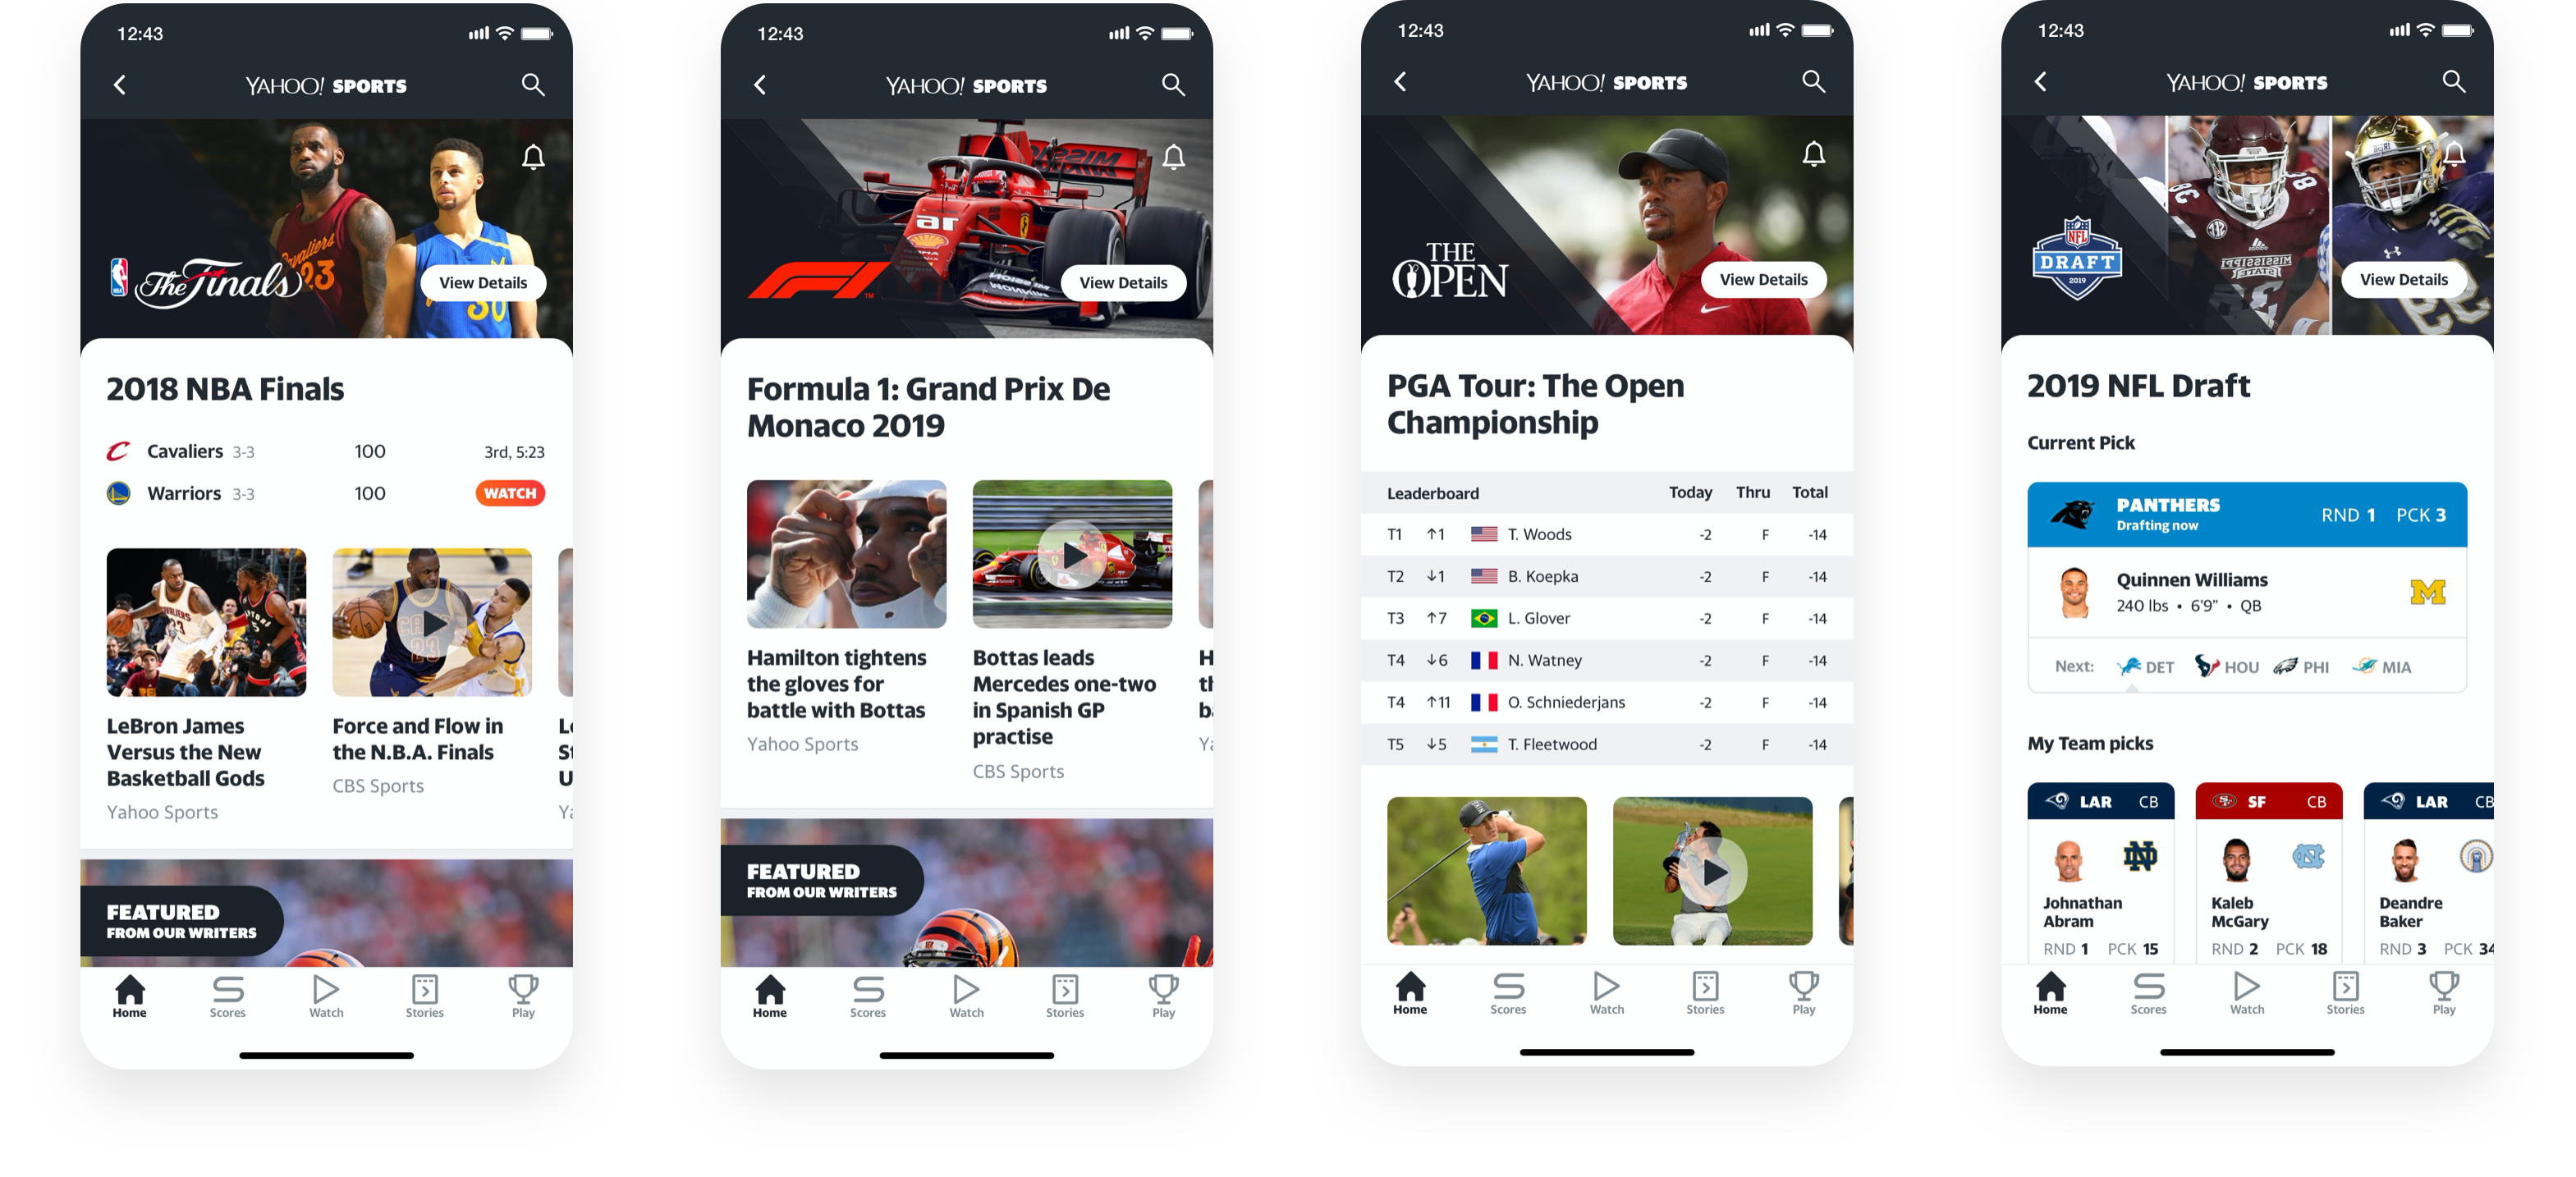 12:43
YAHOO! SPORTS
NBA
The Finals
Cavaliers
23
30
View Details
2018 NBA Finals
Cavaliers 3-3 100 3rd, 5:23
Warriors 3-3 100 WATCH
LeBron James
Versus the New
Basketball Gods
Yahoo Sports
Force and Flow in
the N.B.A. Finals
CBS Sports
FEATURED
FROM OUR WRITERS
Home Scores Watch Stories Play
12:43
YAHOO! SPORTS
View Details
Formula 1: Grand Prix De
Monaco 2019
Hamilton tightens
the gloves for
battle with Bottas
Yahoo Sports
Bottas leads
Mercedes one-two
in Spanish GP
practise
CBS Sports
FEATURED
FROM OUR WRITERS
Home Scores Watch Stories Play
12:43
YAHOO! SPORTS
THE
OPEN
View Details
PGA Tour: The Open
Championship
Leaderboard Today Thru Total
T1 ↑1 T. Woods -2 F -14
T2 ↓1 B. Koepka -2 F -14
T3 ↑7 L. Glover -2 F -14
T4 ↓6 N. Watney -2 F -14
T4 ↑11 O. Schniederjans -2 F -14
T5 ↓5 T. Fleetwood -2 F -14
Home Scores Watch Stories Play
12:43
YAHOO! SPORTS
NFL
DRAFT
2019
View Details
2019 NFL Draft
Current Pick
PANTHERS
Drafting now
RND 1 PCK 3
Quinnen Williams
240 lbs • 6'9" • QB
Next: DET HOU PHI MIA
My Team picks
LAR CB
Johnathan
Abram
RND 1 PCK 15
SF CB
Kaleb
McGary
RND 2 PCK 18
LAR CB
Deandre
Baker
RND 3 PCK 34
Home Scores Watch Stories Play